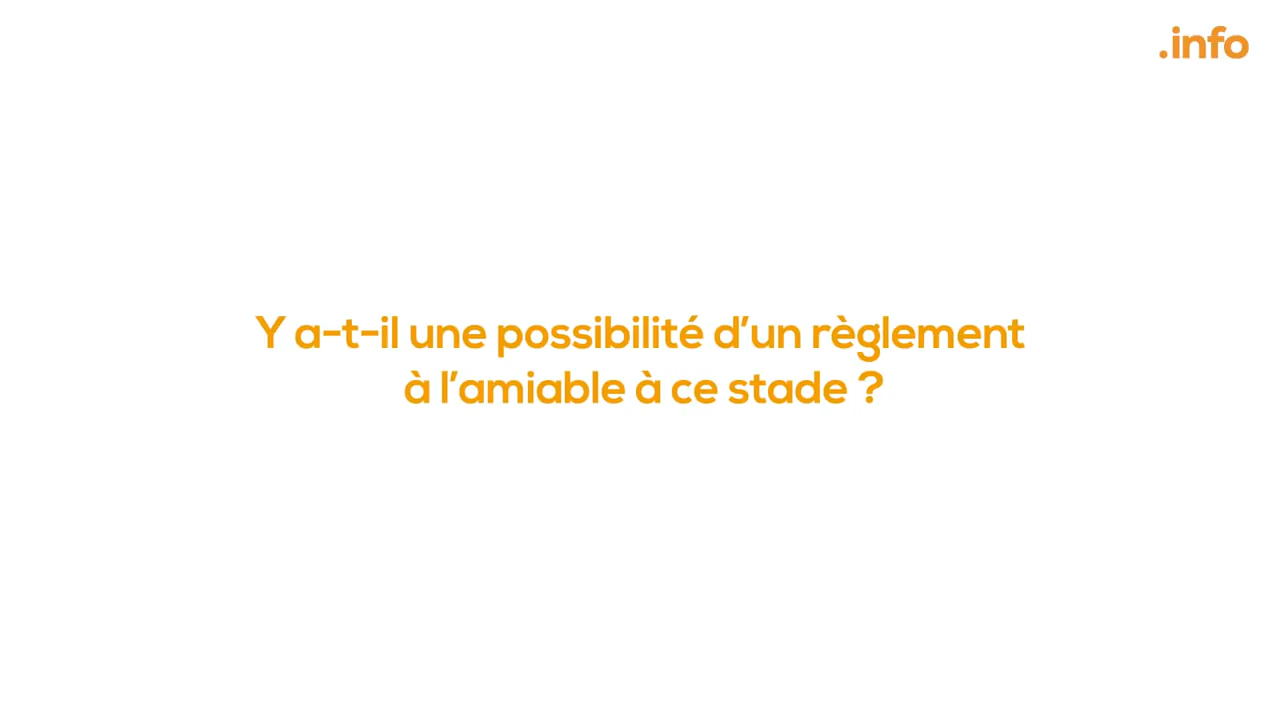 .info
Y a-t-il une possibilité d’un règlement
à l’amiable à ce stade ?